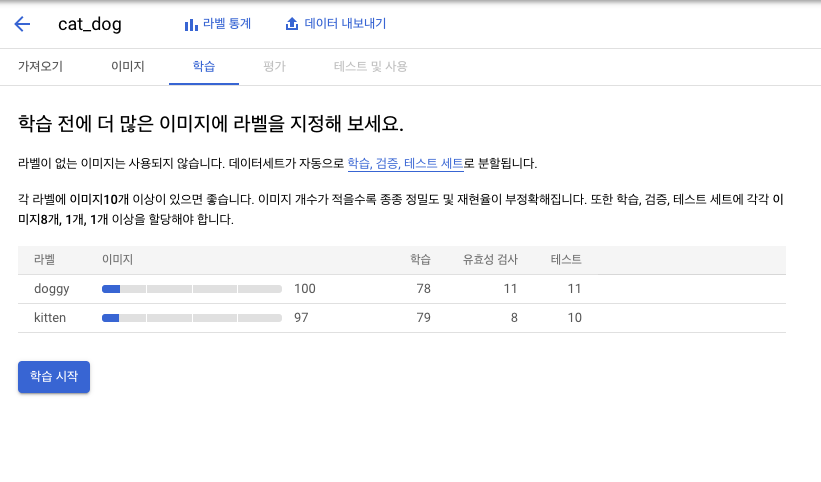 cat_dog 라벨 통계 데이터 내보내기
가져오기 이미지 학습 평가 테스트 및 사용
학습 전에 더 많은 이미지에 라벨을 지정해 보세요.
라벨이 없는 이미지는 사용되지 않습니다. 데이터세트가 자동으로 학습, 검증, 테스트 세트로 분할됩니다.
각 라벨에 이미지10개 이상이 있으면 좋습니다. 이미지 개수가 적을수록 종종 정밀도 및 재현율이 부정확해집니다. 또한 학습, 검증, 테스트 세트에 각각 이
미지8개, 1개, 1개 이상을 할당해야 합니다.
라벨 이미지 학습 유효성 검사 테스트
doggy 100 78 11 11
kitten 97 79 8 10
학습 시작